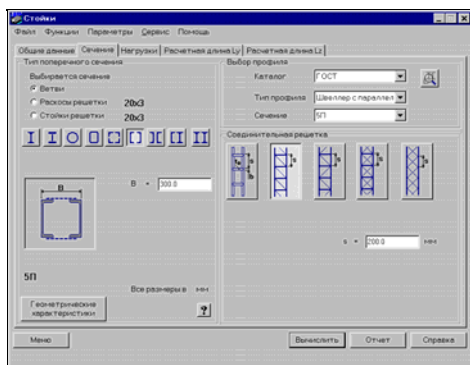 Стойки
Файл Функции Параметры Сервис Помощь
Общие данные Сечение Нагрузки Расчетная длина Ly Расчетная длина Lz
Тип поперечного сечения
Выбирается сечение
Ветви
Раскосы решетки 20x3
Стойки решетки 20x3
B = 300.0
B
5П
Все размеры в мм
Геометрические характеристики
?
Выбор профиля
Каталог ГОСТ
Тип профиля Швеллер с параллел
Сечение 5П
Соединительная решетка
s = 200.0 мм
Меню Вычислить Отчет Справка